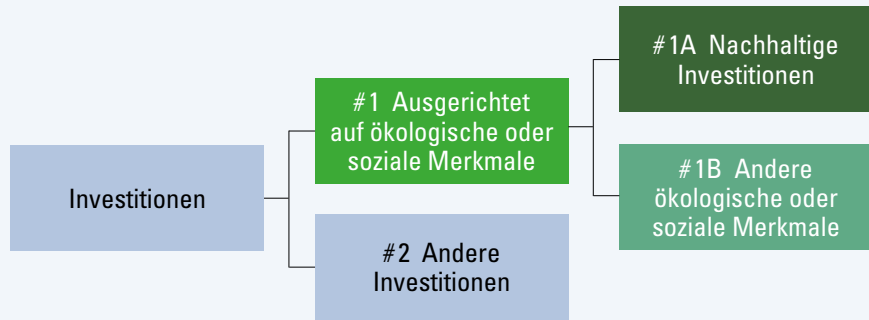 Investitionen
#1 Ausgerichtet
auf ökologische oder
soziale Merkmale
#2 Andere
Investitionen
#1A Nachhaltige
Investitionen
#1B Andere
ökologische oder
soziale Merkmale